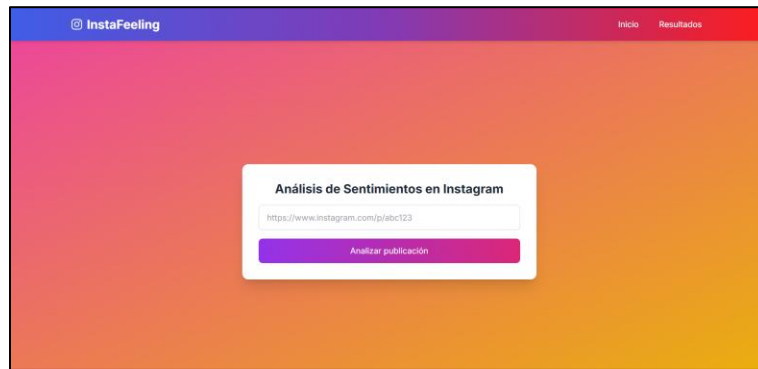 InstaFeeling
Inicio Resultados
Análisis de Sentimientos en Instagram
https://www.instagram.com/p/abc123
Analizar publicación